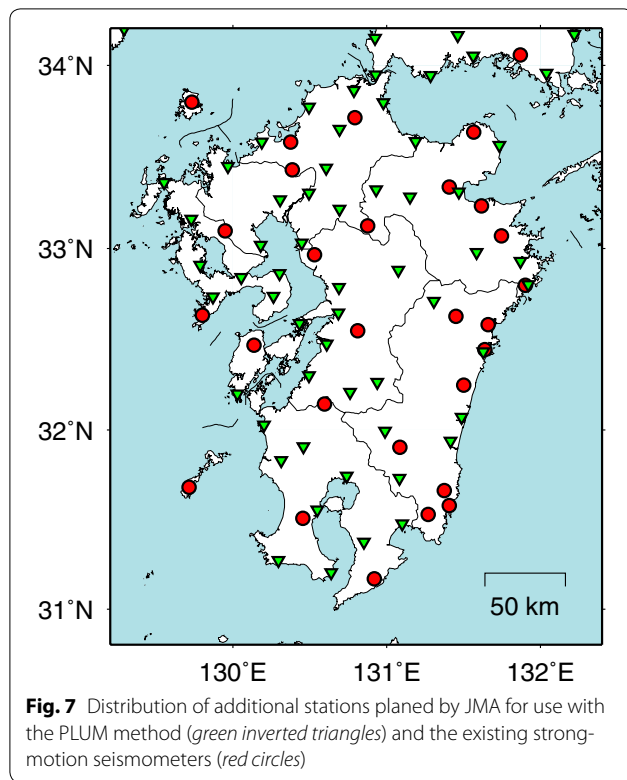 34˚N
33˚N
32˚N
31˚N
50 km
130˚E 131˚E 132˚E
Fig. 7 Distribution of additional stations planed by JMA for use with
the PLUM method (green inverted triangles) and the existing strong-
motion seismometers (red circles)